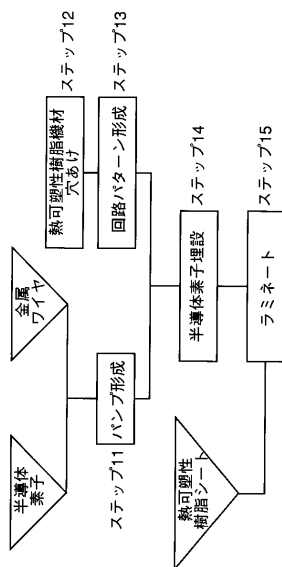 半導体
素子
金属
ワイヤ
ステップ11
バンプ形成
ステップ12
熱可塑性樹脂機材
穴あけ
ステップ13
回路パターン形成
ステップ14
半導体素子埋設
熱可塑性
樹脂シート
ステップ15
ラミネート